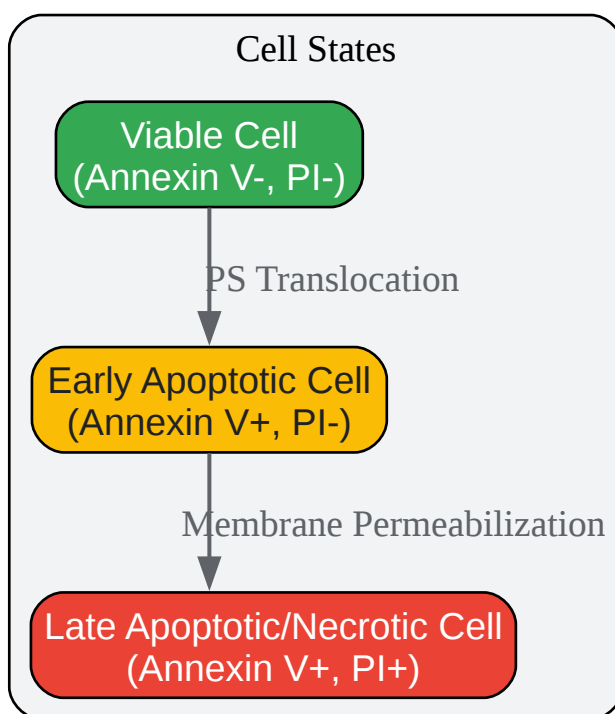 Cell States
Viable Cell
(Annexin V-, PI-)
PS Translocation
Early Apoptotic Cell
(Annexin V+, PI-)
Membrane Permeabilization
Late Apoptotic/Necrotic Cell
(Annexin V+, PI+)